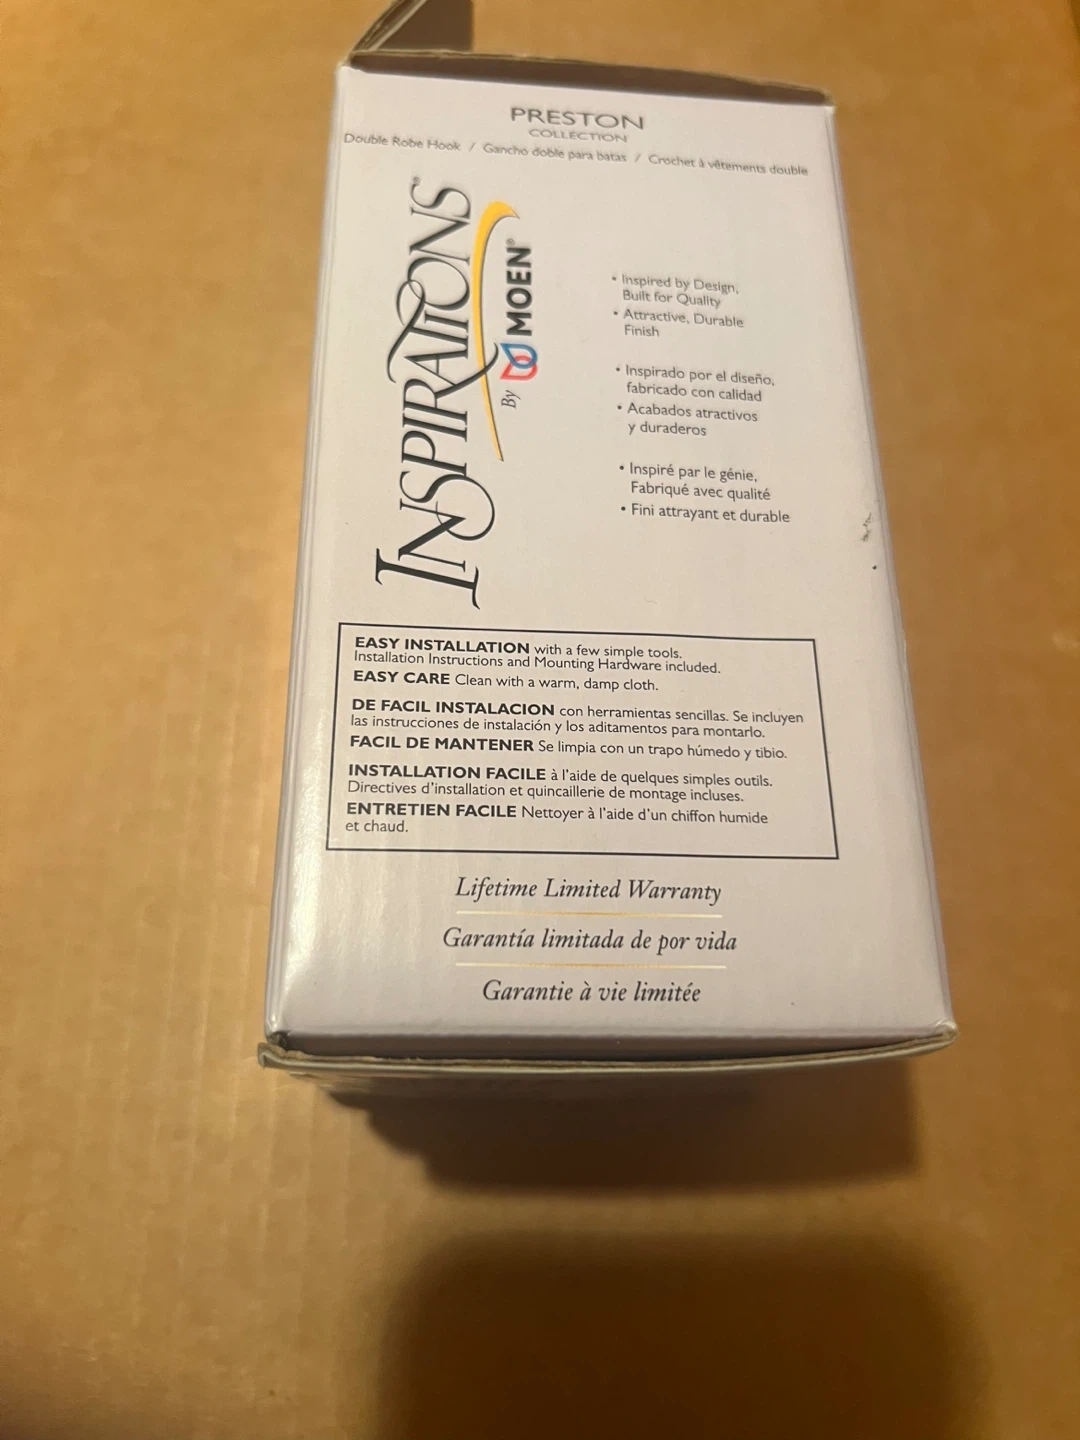 PRESTON
COLLECTION
Double Robe Hook / Gancho doble para batas / Crochet à vêtements double
INSPIRATIONS®
By MOEN®
• Inspired by Design,
Built for Quality
• Attractive, Durable
Finish
• Inspirado por el diseño,
fabricado con calidad
• Acabados atractivos
y duraderos
• Inspiré par le génie,
Fabriqué avec qualité
• Fini attrayant et durable
EASY INSTALLATION with a few simple tools.
Installation Instructions and Mounting Hardware included.
EASY CARE Clean with a warm, damp cloth.
DE FACIL INSTALACION con herramientas sencillas. Se incluyen
las instrucciones de instalación y los aditamentos para montarlo.
FACIL DE MANTENER Se limpia con un trapo húmedo y tibio.
INSTALLATION FACILE à l'aide de quelques simples outils.
Directives d'installation et quincaillerie de montage incluses.
ENTRETIEN FACILE Nettoyer à l'aide d'un chiffon humide
et chaud.
Lifetime Limited Warranty
Garantía limitada de por vida
Garantie à vie limitée